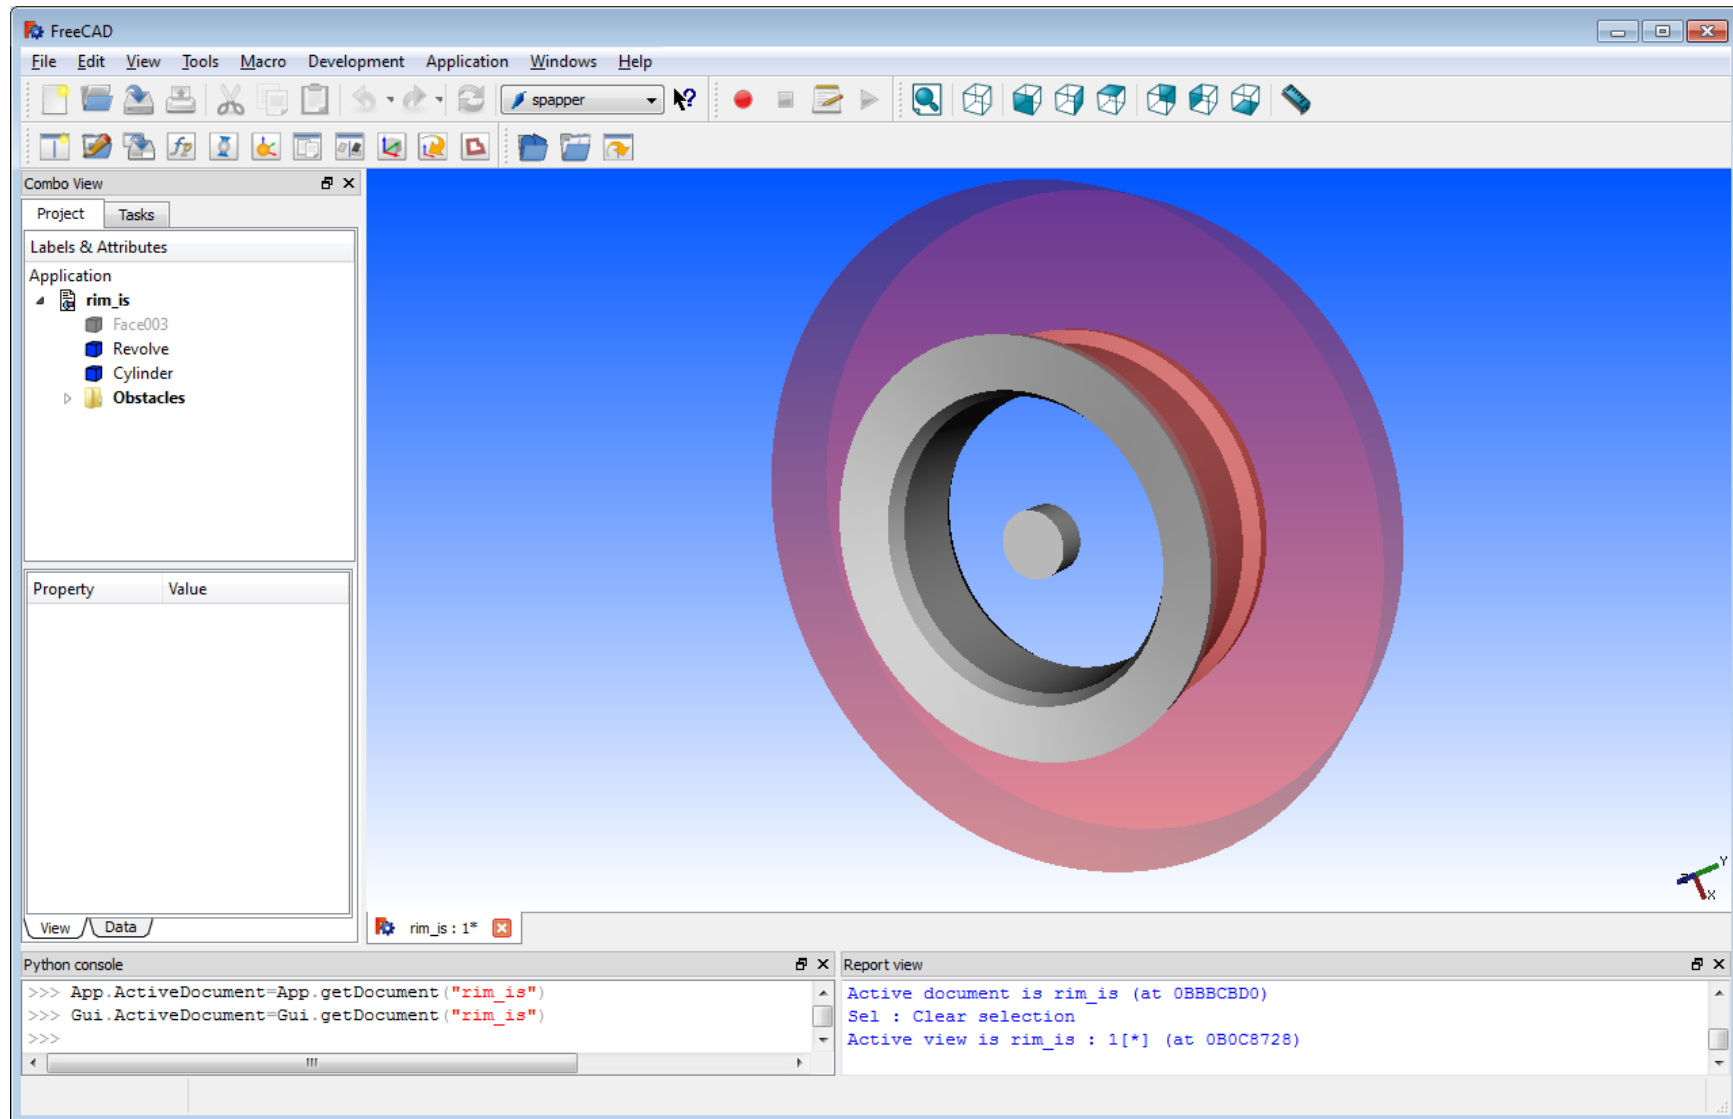 FreeCAD
File Edit View Tools Macro Development Application Windows Help
spapper
Combo View
Project Tasks
Labels & Attributes
Application
rim_is
Face003
Revolve
Cylinder
Obstacles
Property Value
View Data
rim_is : 1*
Y
Z
X
Python console
>>> App.ActiveDocument=App.getDocument("rim_is")
>>> Gui.ActiveDocument=Gui.getDocument("rim_is")
>>>
Report view
Active document is rim_is (at 0BBBCBD0)
Sel : Clear selection
Active view is rim_is : 1[*] (at 0B0C8728)